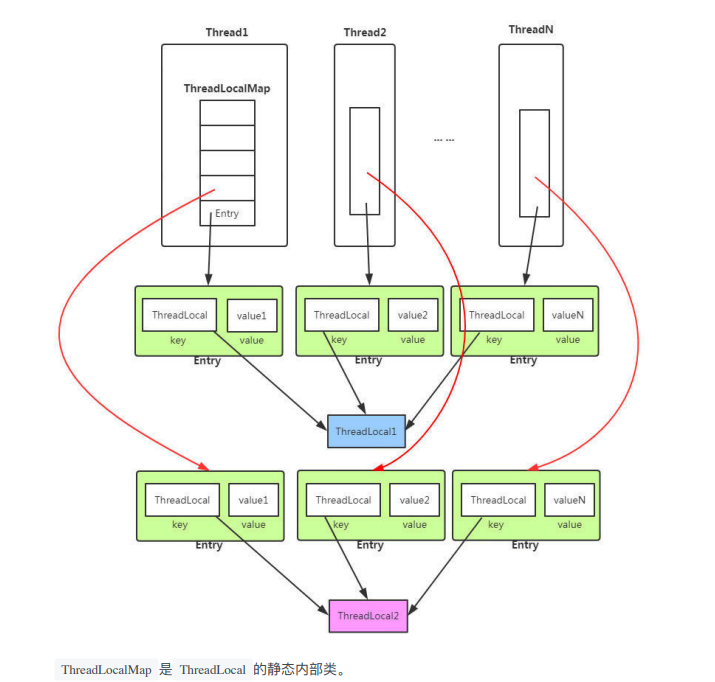 Thread1
Thread2
ThreadN
ThreadLocalMap
... ...
Entry
ThreadLocal
value1
key
value
Entry
ThreadLocal
value2
key
value
Entry
ThreadLocal
valueN
key
value
Entry
ThreadLocal1
ThreadLocal
value1
key
value
Entry
ThreadLocal
value2
key
value
Entry
ThreadLocal
valueN
key
value
Entry
ThreadLocal2
ThreadLocalMap 是 ThreadLocal 的静态内部类。